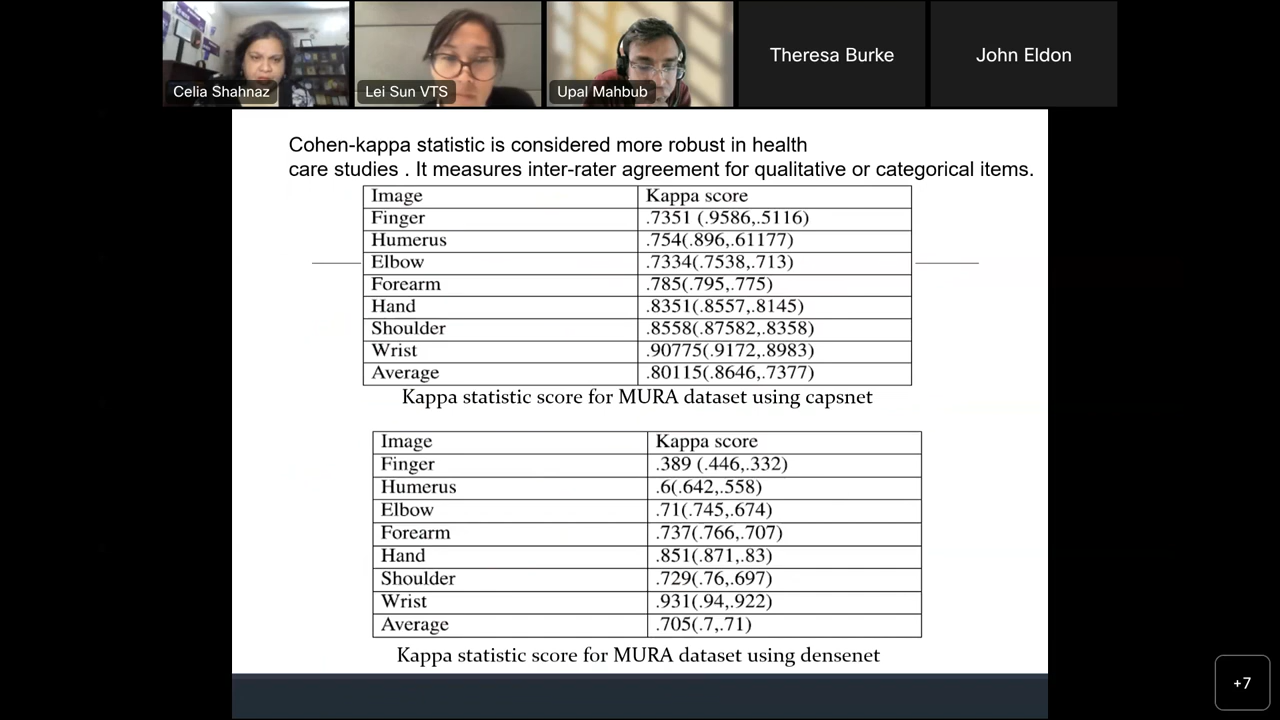 Theresa Burke
John Eldon
Celia Shahnaz
Lei Sun VTS
Upal Mahbub
Cohen-kappa statistic is considered more robust in health
care studies . It measures inter-rater agreement for qualitative or categorical items.
Image Kappa score
Finger .7351 (.9586,.5116)
Humerus .754(.896,.61177)
Elbow .7334(.7538,.713)
Forearm .785(.795,.775)
Hand .8351(.8557,.8145)
Shoulder .8558(.87582,.8358)
Wrist .90775(.9172,.8983)
Average .80115(.8646,.7377)
Kappa statistic score for MURA dataset using capsnet
Image Kappa score
Finger .389 (.446,.332)
Humerus .6(.642,.558)
Elbow .71(.745,.674)
Forearm .737(.766,.707)
Hand .851(.871,.83)
Shoulder .729(.76,.697)
Wrist .931(.94,.922)
Average .705(.7,.71)
Kappa statistic score for MURA dataset using densenet
+7